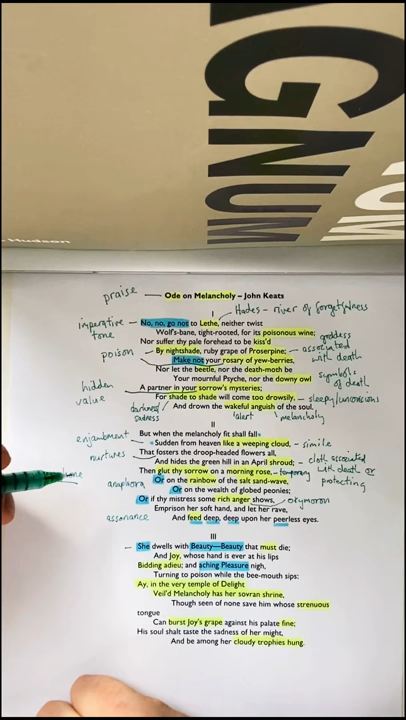 GNUM
GNUM
Hudson
praise — Ode on Melancholy – John Keats
I
Hades - river of forgetfulness
imperative tone — No, no, go not to Lethe, neither twist
Wolf's-bane, tight-rooted, for its poisonous wine;
Nor suffer thy pale forehead to be kiss'd
goddess associated with death
poison — By nightshade, ruby grape of Proserpine;
Make not your rosary of yew-berries,
Nor let the beetle, nor the death-moth be
symbols of death
Your mournful Psyche, nor the downy owl
hidden value
A partner in your sorrow's mysteries;
For shade to shade will come too drowsily, – sleepy/unconscious
darkness/ sadness
And drown the wakeful anguish of the soul.
alert
melancholy
II
But when the melancholy fit shall fall
enjambment — Sudden from heaven like a weeping cloud, – simile
nurtures — That fosters the droop-headed flowers all,
And hides the green hill in an April shroud; – cloth associated with death or protecting
Then glut thy sorrow on a morning rose,
anaphora Or on the rainbow of the salt sand-wave,
Or on the wealth of globed peonies;
Or if thy mistress some rich anger shows, oxymoron
Emprison her soft hand, and let her rave,
assonance And feed deep, deep upon her peerless eyes.
III
She dwells with Beauty—Beauty that must die;
And Joy, whose hand is ever at his lips
Bidding adieu; and aching Pleasure nigh,
Turning to poison while the bee-mouth sips:
Ay, in the very temple of Delight
Veil'd Melancholy has her sovran shrine,
Though seen of none save him whose strenuous
tongue
Can burst Joy's grape against his palate fine;
His soul shalt taste the sadness of her might,
And be among her cloudy trophies hung.